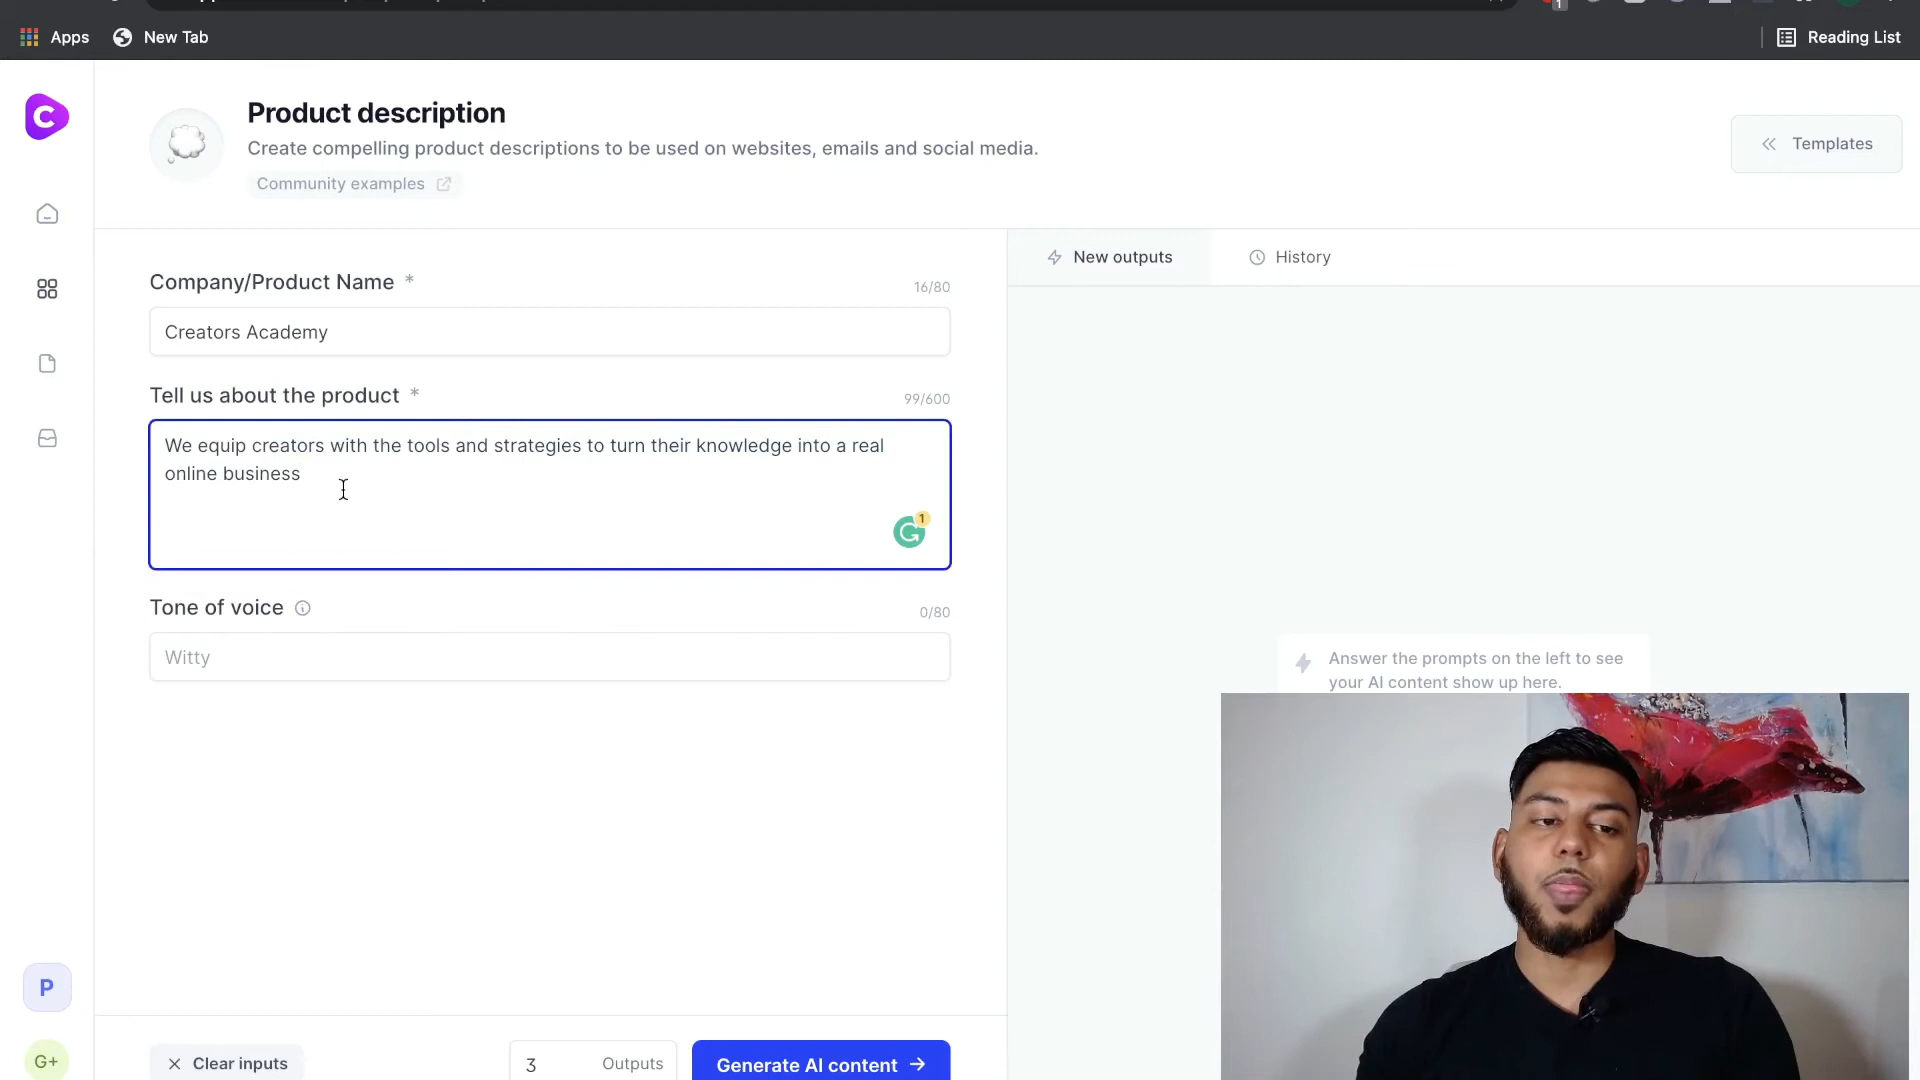 1
Apps
New Tab
Reading List
C
Product description
Create compelling product descriptions to be used on websites, emails and social media.
Community examples
Templates
New outputs
History
Company/Product Name *
16/80
Creators Academy
Tell us about the product *
99/600
We equip creators with the tools and strategies to turn their knowledge into a real
online business
1
Tone of voice
0/80
Witty
Answer the prompts on the left to see
your AI content show up here.
P
G+
Clear inputs
3
Outputs
Generate AI content